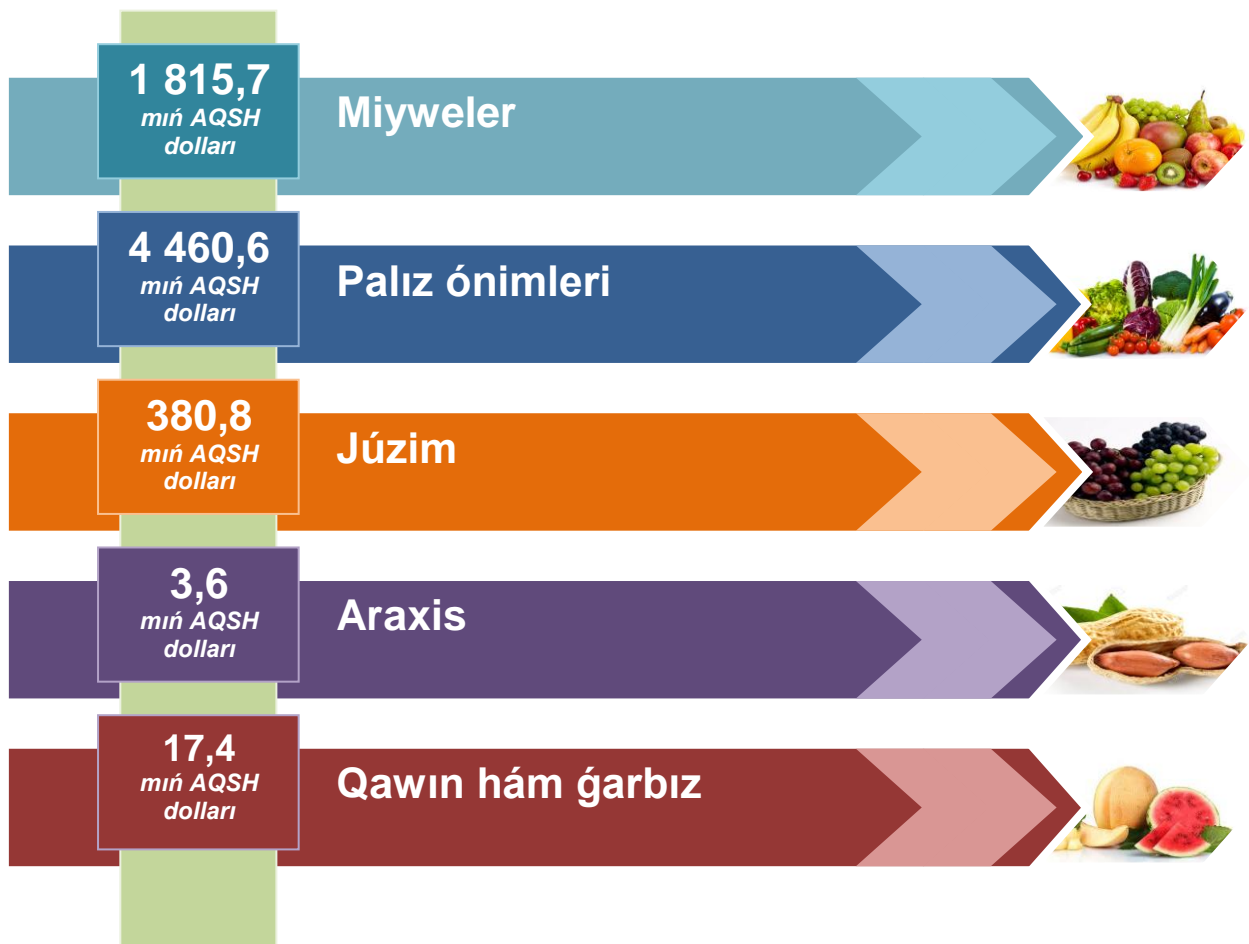 1 815,7
mıń AQSH
dolları
Miyweler
4 460,6
mıń AQSH
dolları
Palız ónimleri
380,8
mıń AQSH
dolları
Júzim
3,6
mıń AQSH
dolları
Araxis
17,4
mıń AQSH
dolları
Qawın hám ǵarbız